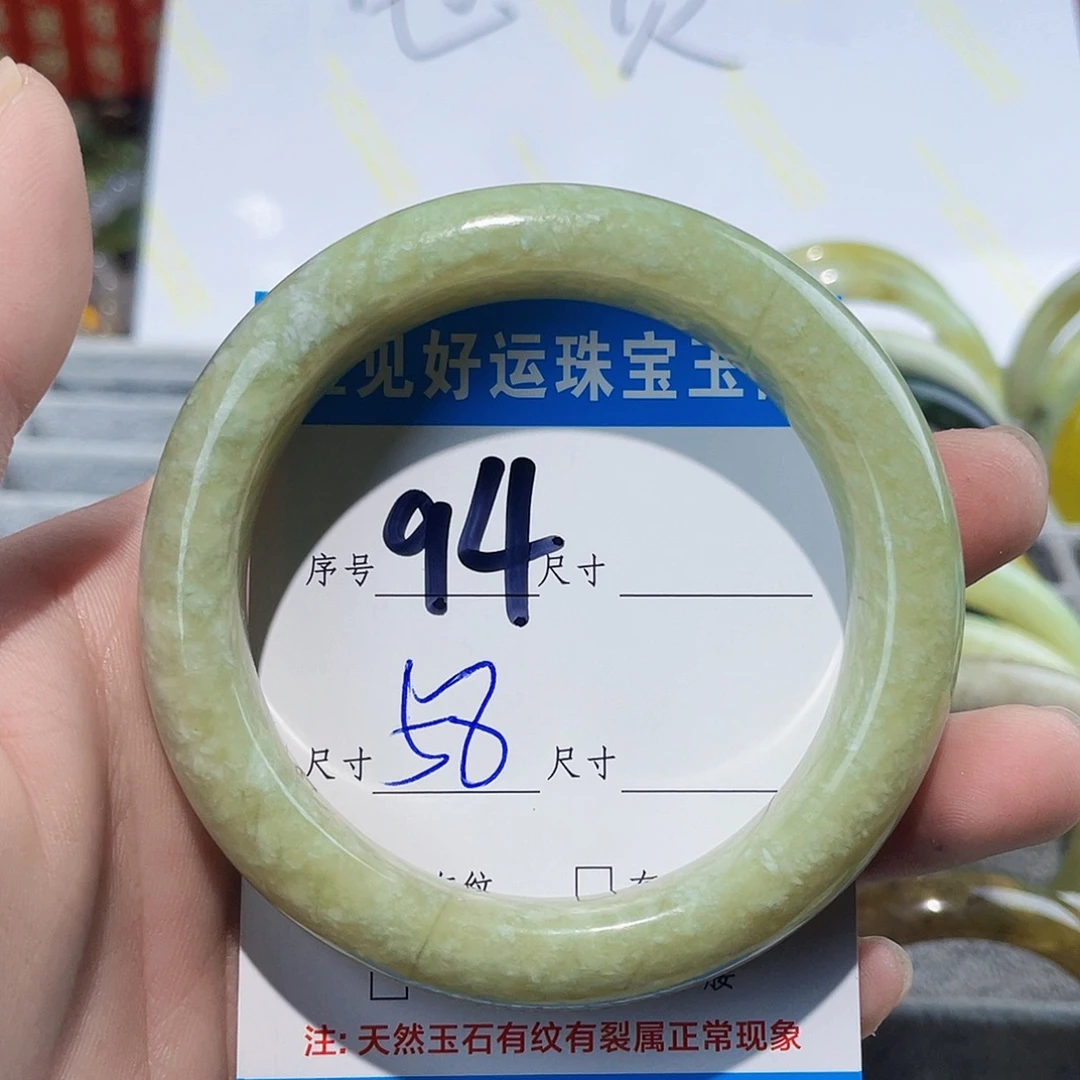 见好运珠宝玉
序号 94 尺寸
尺寸 58 尺寸
纹 □
注: 天然玉石有纹有裂属正常现象